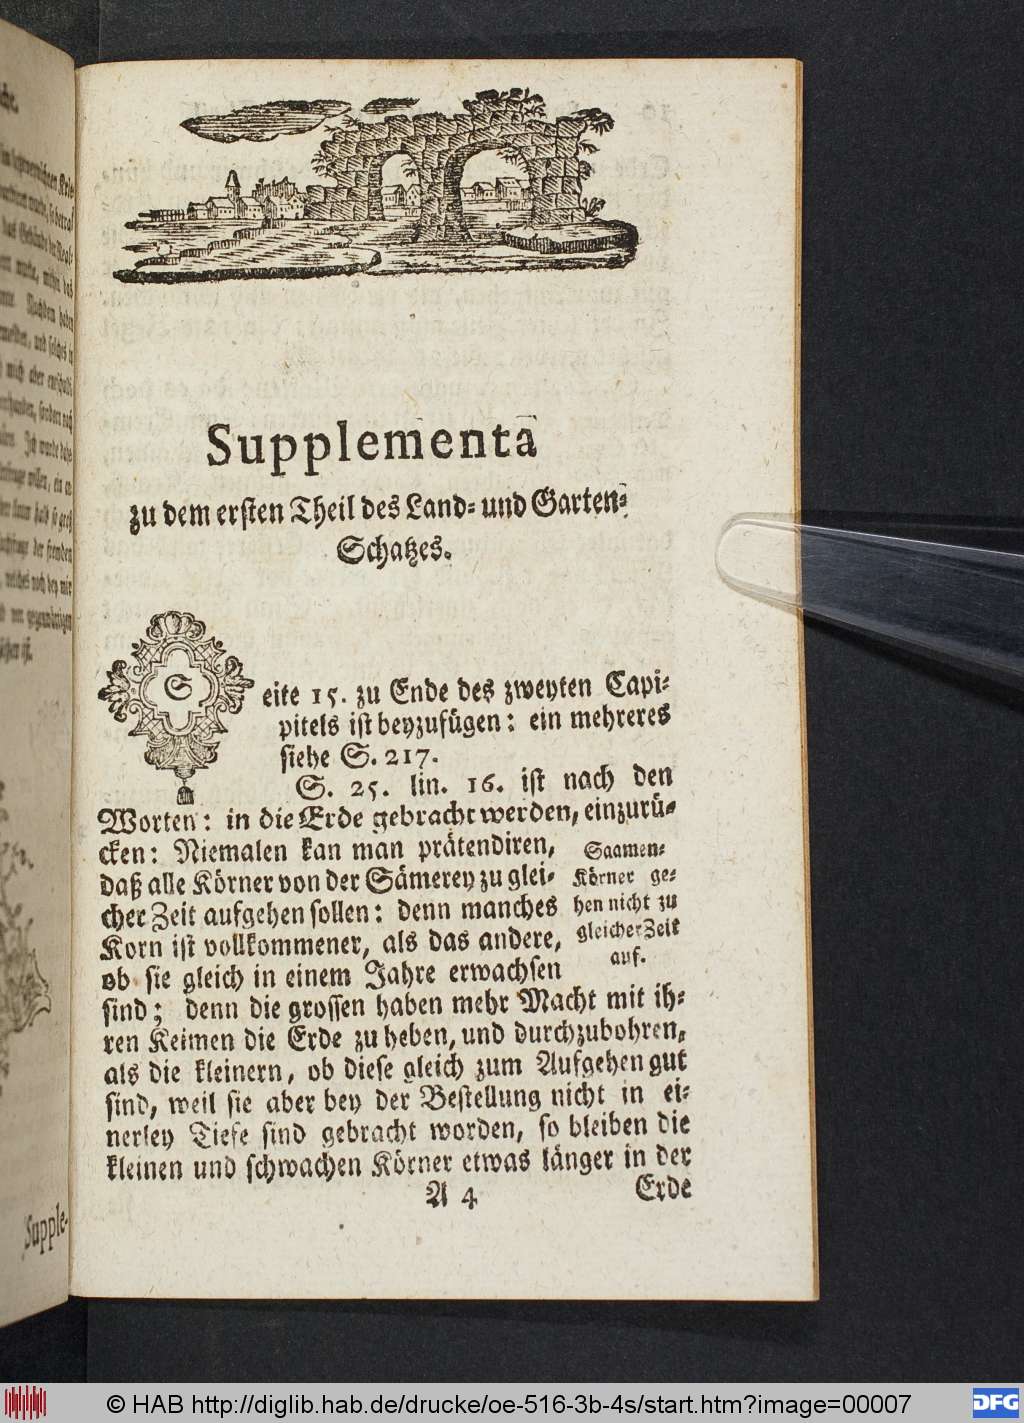 Supplementa
zu dem ersten Theil des Land- und Garten-
Schatzes.
Seite 15. zu Ende des zweyten Capi-
pitels ist beyzufügen: ein mehreres
siehe S. 217.
S. 25. lin. 16. ist nach den
Worten: in die Erde gebracht werden, einzurü-
cken: Niemalen kan man prätendiren,
daß alle Körner von der Sämerey zu glei-
cher Zeit aufgehen sollen: denn manches
Korn ist vollkommener, als das andere,
ob sie gleich in einem Jahre erwachsen
Saamen-
Körner ge-
hen nicht zu
gleicher Zeit
auf.
sind; denn die grossen haben mehr Macht mit ih-
ren Keimen die Erde zu heben, und durchzubohren,
als die kleinern, ob diese gleich zum Aufgehen gut
sind, weil sie aber bey der Bestellung nicht in ei-
nerley Tiefe sind gebracht worden, so bleiben die
kleinen und schwachen Körner etwas länger in der
A 4 Erde
Supple-
© HAB http://diglib.hab.de/drucke/oe-516-3b-4s/start.htm?image=00007
DFG